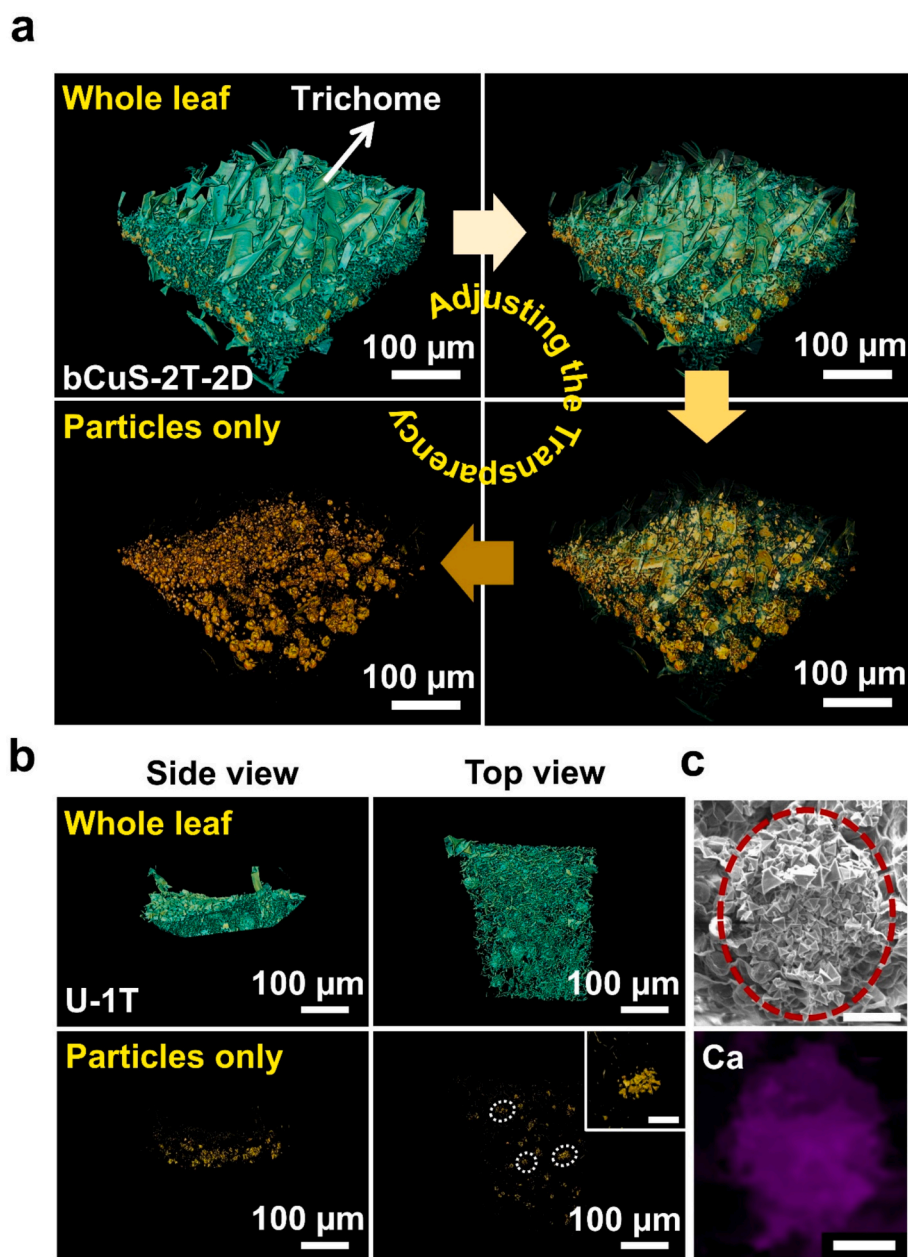 a
Whole leaf
Trichome
100 μm
bCuS-2T-2D
100 μm
Adjusting the Transparency
Particles only
100 μm
100 μm
b
Side view
Top view
c
Whole leaf
100 μm
U-1T
100 μm
Particles only
100 μm
100 μm
Ca